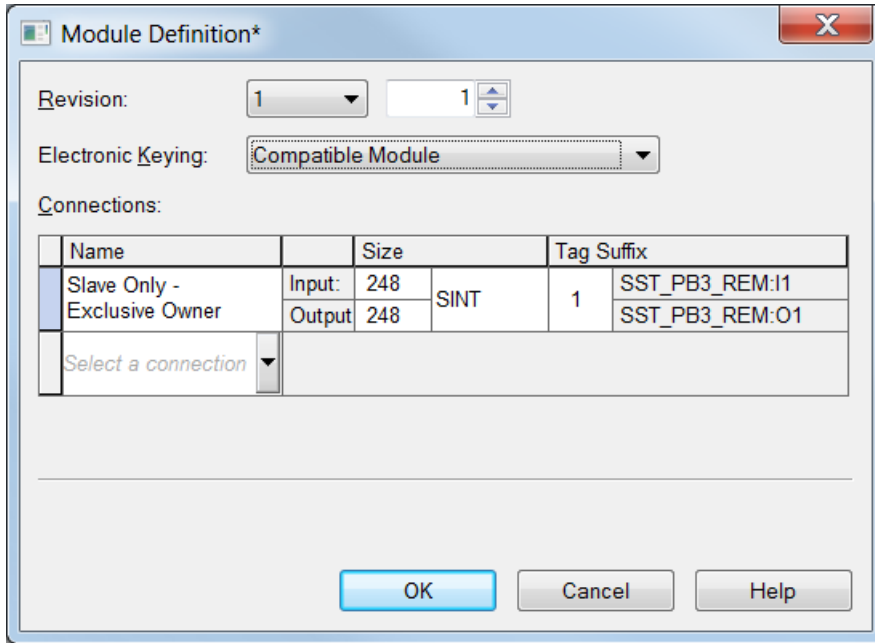 Module Definition*
Revision: 1 1
Electronic Keying: Compatible Module
Connections:
Name Size Tag Suffix
Slave Only - Exclusive Owner Input: 248 SINT 1 SST_PB3_REM:I1
Output 248 SST_PB3_REM:O1
Select a connection
OK Cancel Help